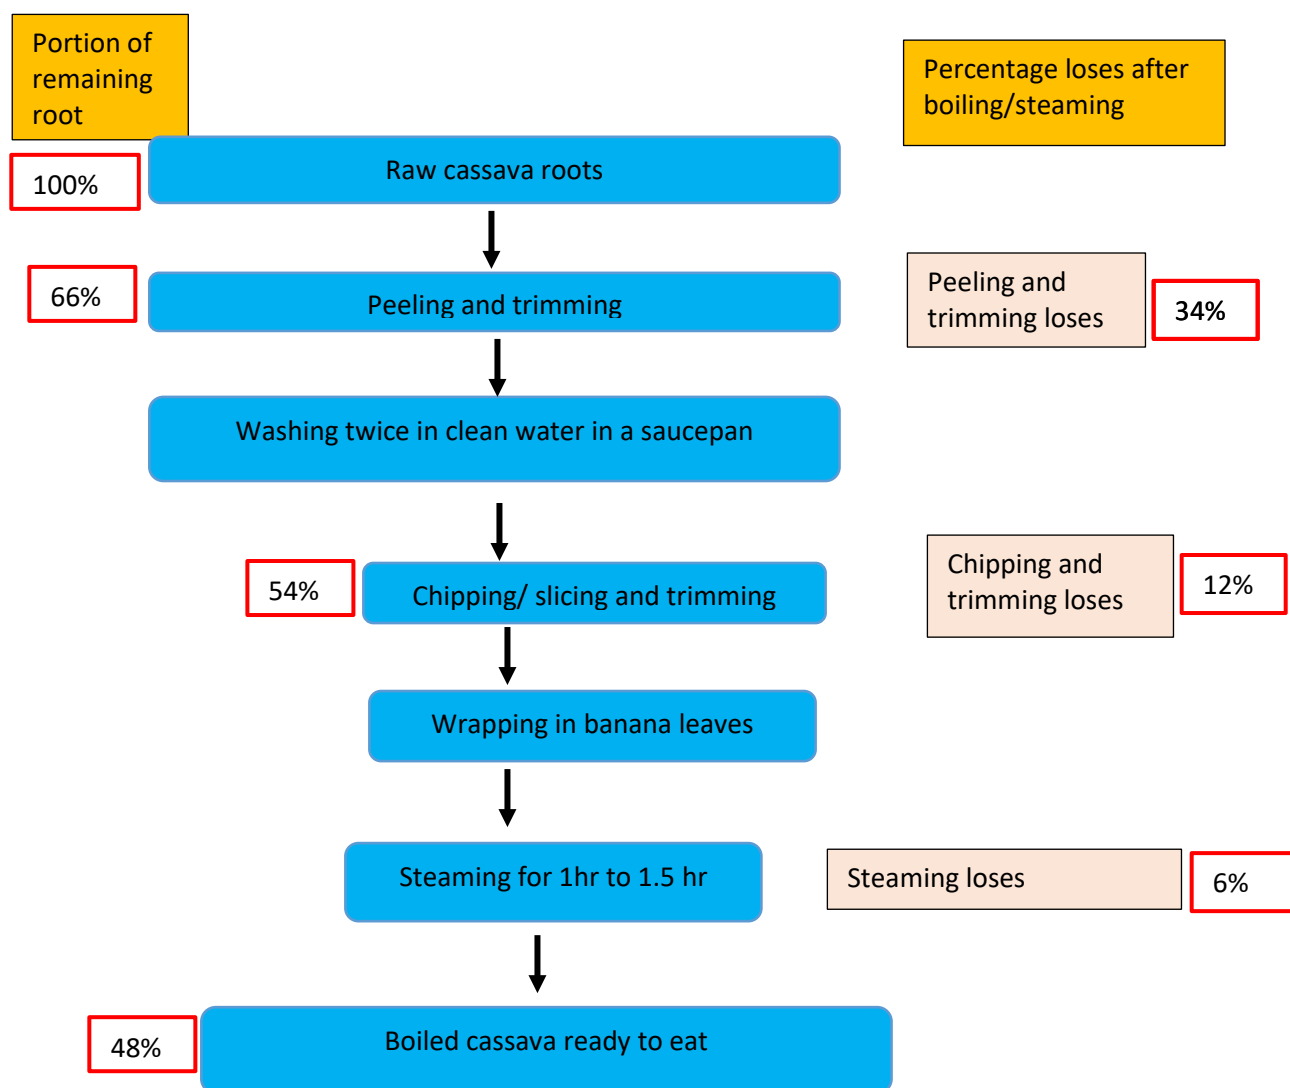 Portion of
remaining
root
Percentage loses after
boiling/steaming
100%
Raw cassava roots
66%
Peeling and trimming
Peeling and
trimming loses
34%
Washing twice in clean water in a saucepan
54%
Chipping/ slicing and trimming
Chipping and
trimming loses
12%
Wrapping in banana leaves
Steaming for 1hr to 1.5 hr
Steaming loses
6%
48%
Boiled cassava ready to eat